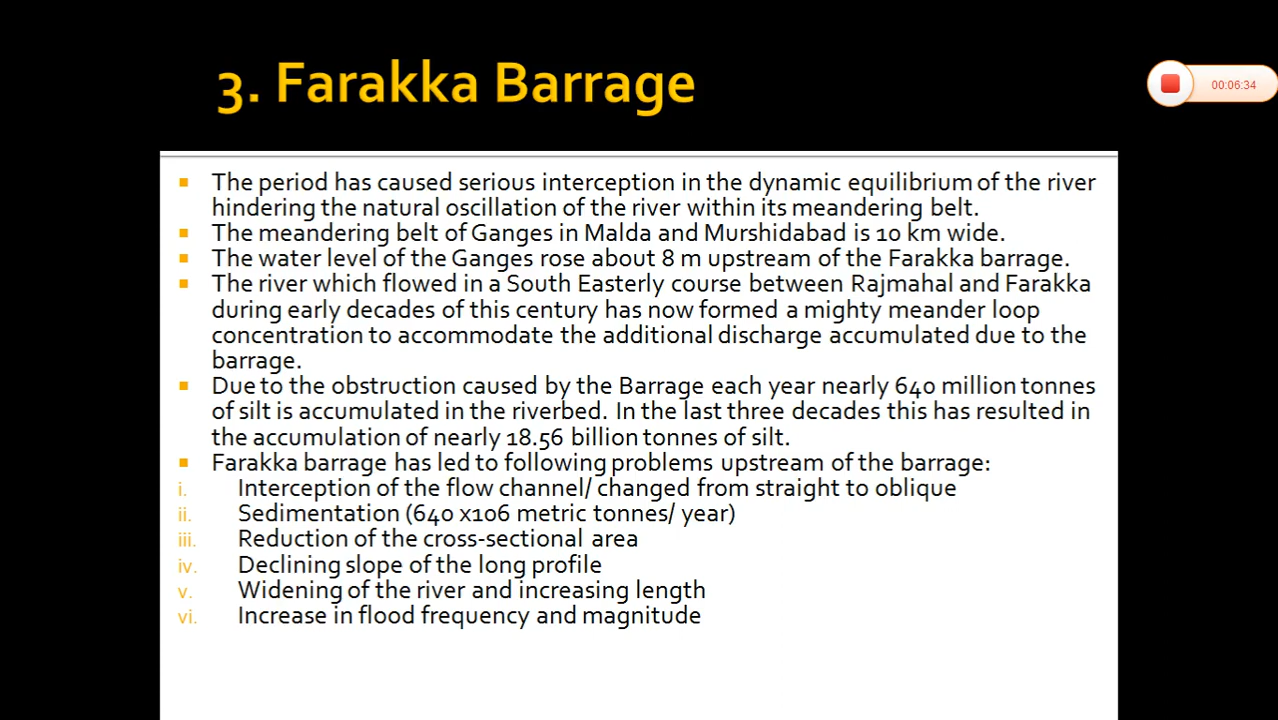 3. Farakka Barrage
00:06:34
▪ The period has caused serious interception in the dynamic equilibrium of the river
hindering the natural oscillation of the river within its meandering belt.
▪ The meandering belt of Ganges in Malda and Murshidabad is 10 km wide.
▪ The water level of the Ganges rose about 8 m upstream of the Farakka barrage.
▪ The river which flowed in a South Easterly course between Rajmahal and Farakka
during early decades of this century has now formed a mighty meander loop
concentration to accommodate the additional discharge accumulated due to the
barrage.
▪ Due to the obstruction caused by the Barrage each year nearly 640 million tonnes
of silt is accumulated in the riverbed. In the last three decades this has resulted in
the accumulation of nearly 18.56 billion tonnes of silt.
▪ Farakka barrage has led to following problems upstream of the barrage:
i. Interception of the flow channel/ changed from straight to oblique
ii. Sedimentation (640 x106 metric tonnes/ year)
iii. Reduction of the cross-sectional area
iv. Declining slope of the long profile
v. Widening of the river and increasing length
vi. Increase in flood frequency and magnitude